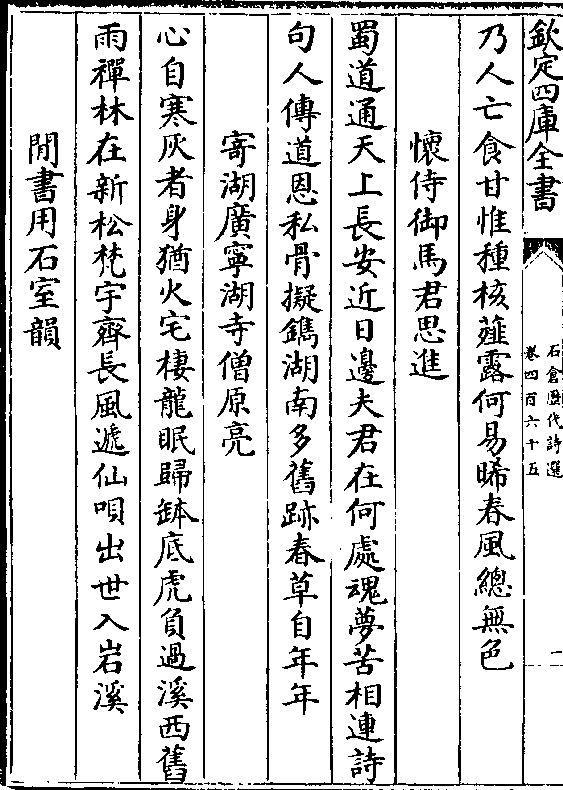 欽定四庫全書
石倉歷代詩選
卷四百六十五
一
乃人亡食甘惟種核薤露何易晞春風總無色
懷侍御馬君思進
蜀道通天上長安近日邊夫君在何處魂夢苦相連詩
句人傳道恩私骨擬鐫湖南多舊跡春草自年年
寄湖廣寧湖寺僧原亮
心自寒灰者身猶火宅棲龍眠歸缽底虎負過溪西舊
雨禪林在新松梵宇齊長風遞仙唄出世入岩溪
閒書用石室韻